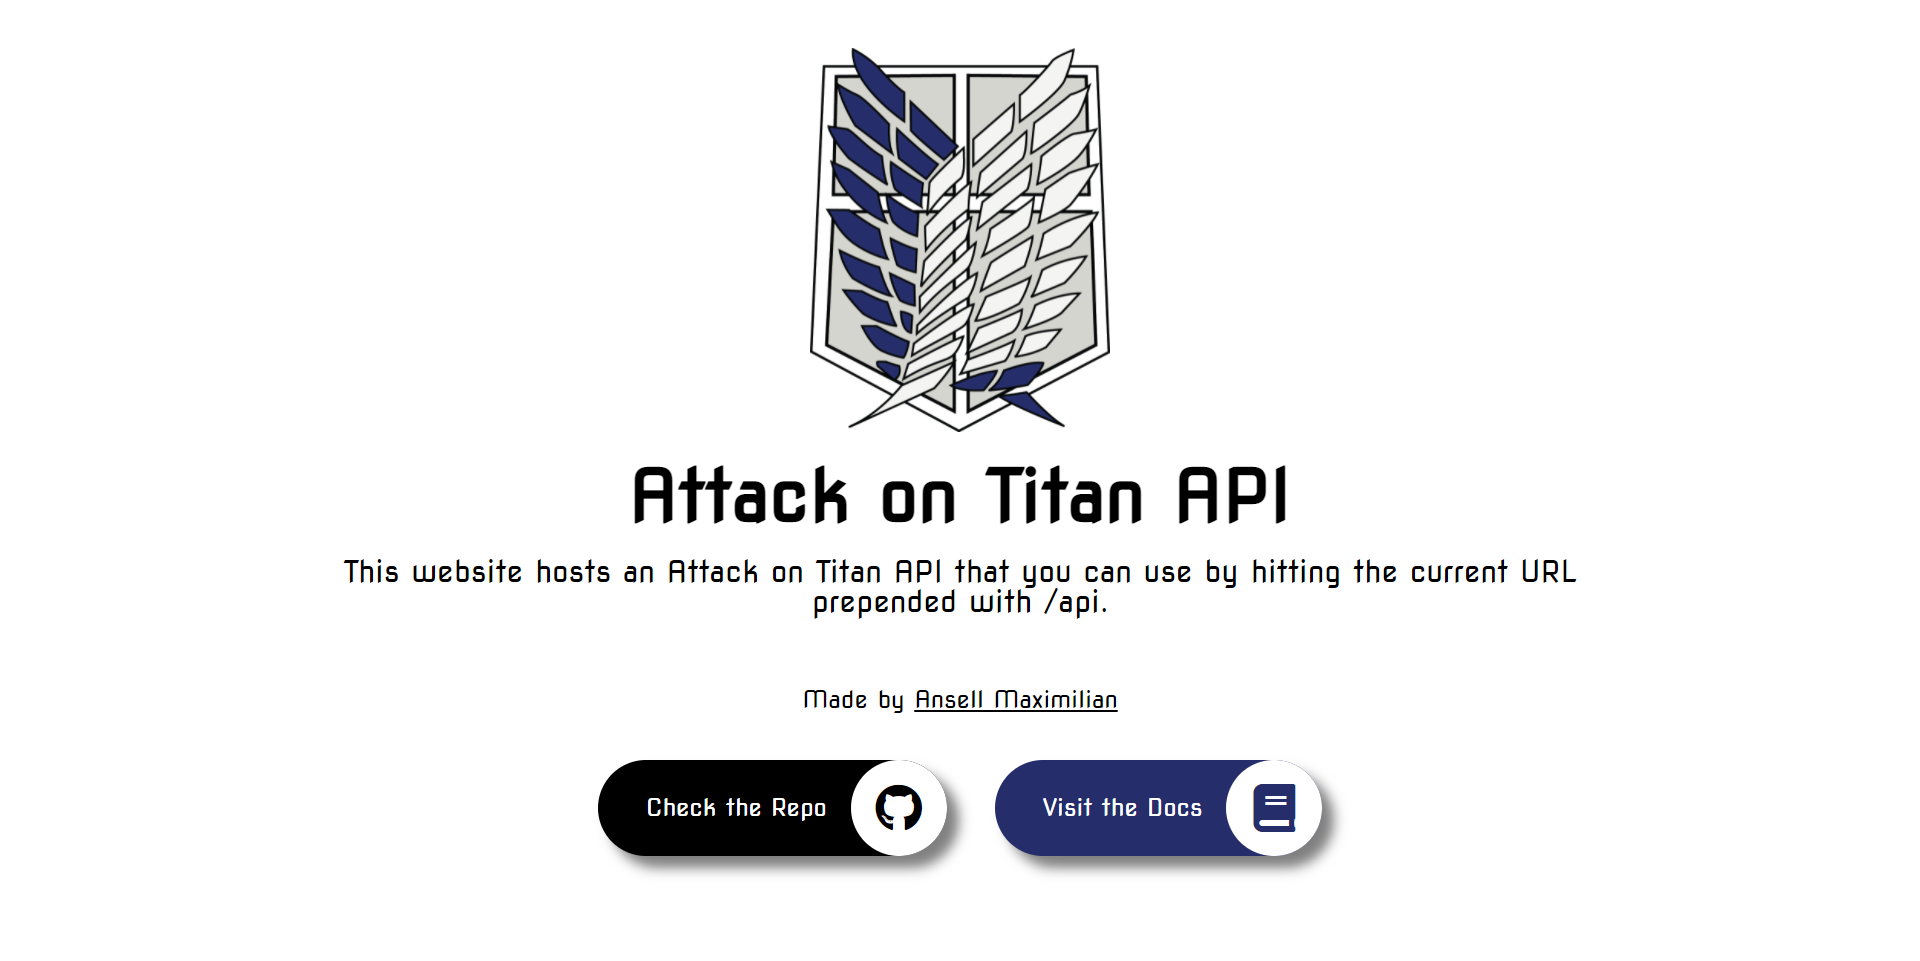 Attack on Titan API
This website hosts an Attack on Titan API that you can use by hitting the current URL
prepended with /api.
Made by Ansell Maximilian
Check the Repo
Visit the Docs